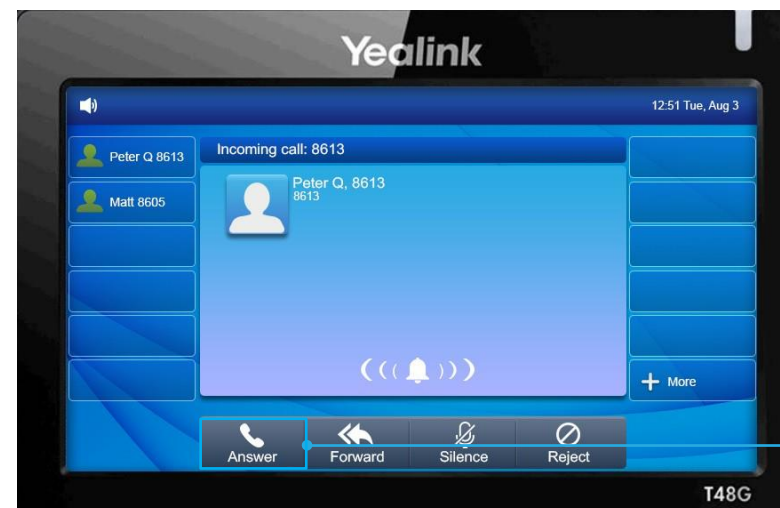 Yealink
12:51 Tue, Aug 3
Peter Q 8613
Incoming call: 8613
Matt 8605
Peter Q, 8613
8613
More
Answer
Forward
Silence
Reject
T48G